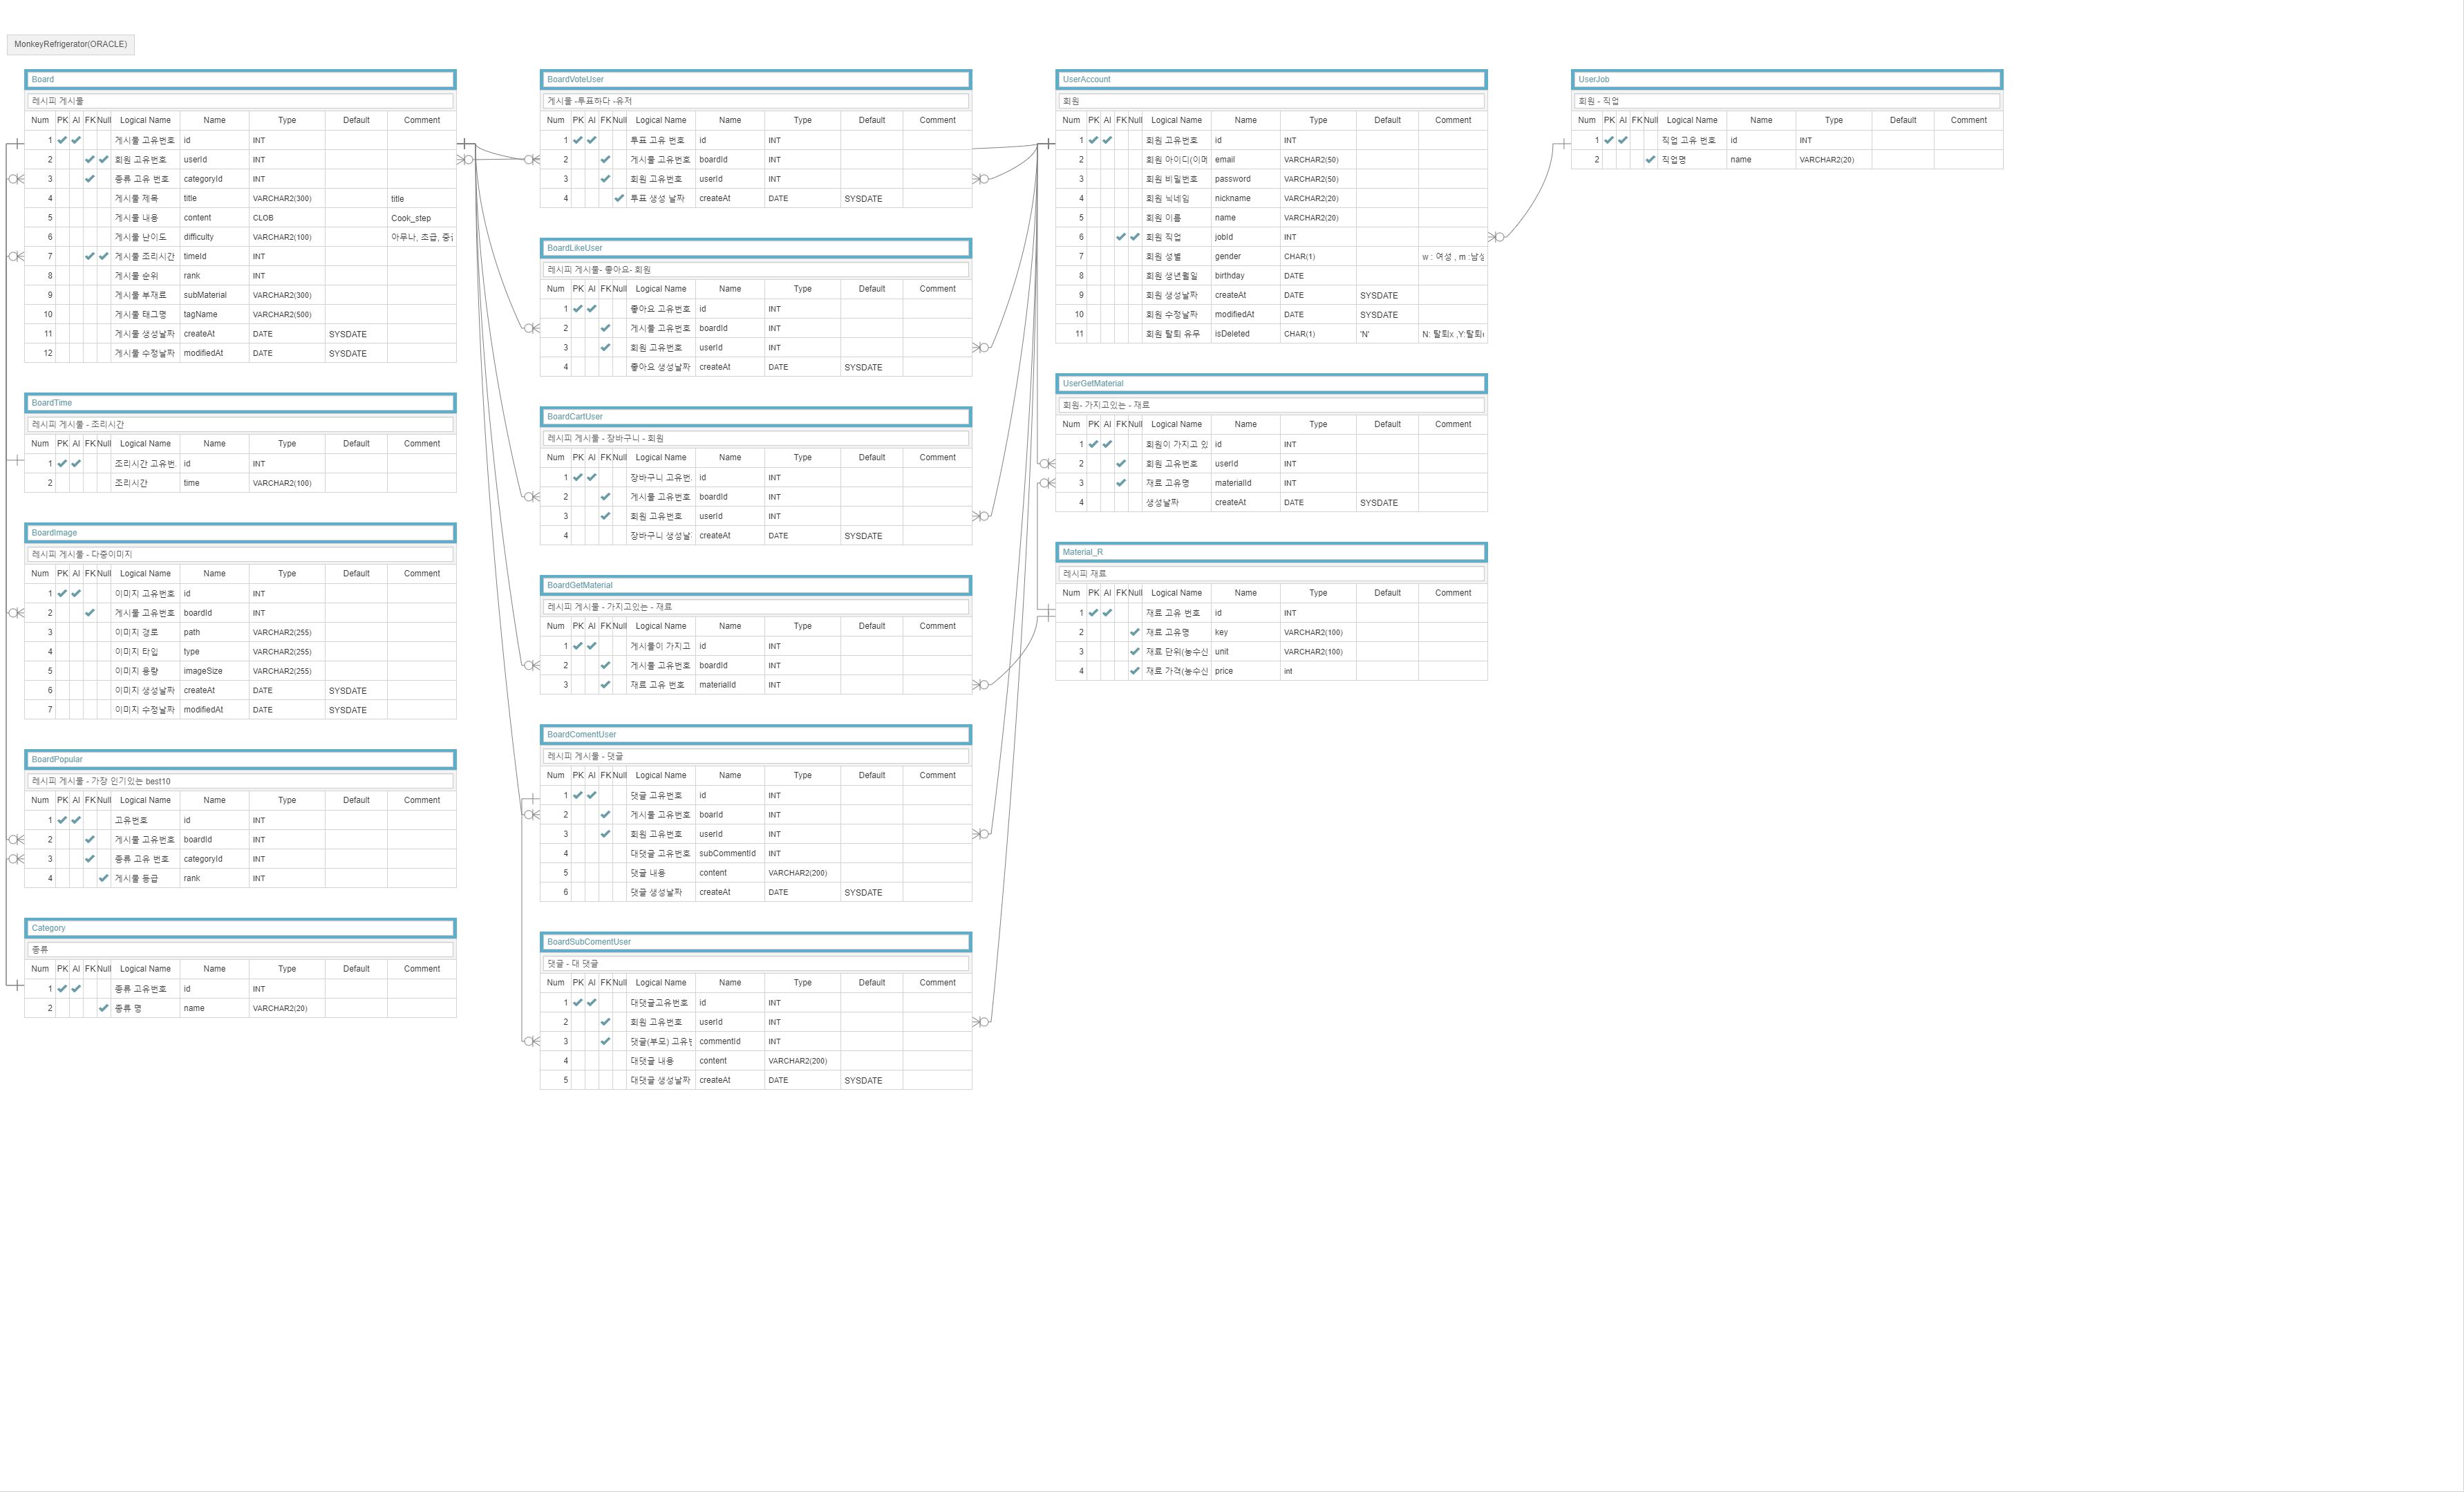 MonkeyRefrigerator(ORACLE)
Board
레시피 게시물
Num PK AI FK Null Logical Name Name Type Default Comment
1 게시물 고유번호 id INT
2 회원 고유번호 userId INT
3 종류 고유 번호 categoryId INT
4 게시물 제목 title VARCHAR2(300) title
5 게시물 내용 content CLOB Cook_step
6 게시물 난이도 difficulty VARCHAR2(100) 아무나, 초급,
7 게시물 조리시간 timeId INT
8 게시물 순위 rank INT
9 게시물 부재료 subMaterial VARCHAR2(300)
10 게시물 태그명 tagName VARCHAR2(500)
11 게시물 생성날짜 createAt DATE SYSDATE
12 게시물 수정날짜 modifiedAt DATE SYSDATE
BoardTime
레시피 게시물 - 조리시간
Num PK AI FK Null Logical Name Name Type Default Comment
1 조리시간 고유번 id INT
2 조리시간 time VARCHAR2(100)
BoardImage
레시피 게시물 - 다중이미지
Num PK AI FK Null Logical Name Name Type Default Comment
1 이미지 고유번호 id INT
2 게시물 고유번호 boardId INT
3 이미지 경로 path VARCHAR2(255)
4 이미지 타입 type VARCHAR2(255)
5 이미지 용량 imageSize VARCHAR2(255)
6 이미지 생성날짜 createAt DATE SYSDATE
7 이미지 수정날짜 modifiedAt DATE SYSDATE
BoardPopular
레시피 게시물 - 가장 인기있는 best10
Num PK AI FK Null Logical Name Name Type Default Comment
1 고유번호 id INT
2 게시물 고유번호 boardId INT
3 종류 고유 번호 categoryId INT
4 게시물 등급 rank INT
Category
종류
Num PK AI FK Null Logical Name Name Type Default Comment
1 종류 고유번호 id INT
2 종류 명 name VARCHAR2(20)
BoardVoteUser
게시물 -투표하다 -유저
Num PK AI FK Null Logical Name Name Type Default Comment
1 투표 고유 번호 id INT
2 게시물 고유번호 boardId INT
3 회원 고유번호 userId INT
4 투표 생성 날짜 createAt DATE SYSDATE
BoardLikeUser
레시피 게시물- 좋아요- 회원
Num PK AI FK Null Logical Name Name Type Default Comment
1 좋아요 고유번호 id INT
2 게시물 고유번호 boardId INT
3 회원 고유번호 userId INT
4 좋아요 생성날짜 createAt DATE SYSDATE
BoardCartUser
레시피 게시물 - 장바구니 - 회원
Num PK AI FK Null Logical Name Name Type Default Comment
1 장바구니 고유번 id INT
2 게시물 고유번호 boardId INT
3 회원 고유번호 userId INT
4 장바구니 생성날 createAt DATE SYSDATE
BoardGetMaterial
레시피 게시물 - 가지고있는 - 재료
Num PK AI FK Null Logical Name Name Type Default Comment
1 게시물이 가지고 id INT
2 게시물 고유번호 boardId INT
3 재료 고유 번호 materialId INT
BoardComentUser
레시피 게시물 - 댓글
Num PK AI FK Null Logical Name Name Type Default Comment
1 댓글 고유번호 id INT
2 게시물 고유번호 boarId INT
3 회원 고유번호 userId INT
4 대댓글 고유번호 subCommentId INT
5 댓글 내용 content VARCHAR2(200)
6 댓글 생성날짜 createAt DATE SYSDATE
BoardSubComentUser
댓글 - 대 댓글
Num PK AI FK Null Logical Name Name Type Default Comment
1 대댓글고유번호 id INT
2 회원 고유번호 userId INT
3 댓글(부모) commentId INT
4 대댓글 내용 content VARCHAR2(200)
5 대댓글 생성날짜 createAt DATE SYSDATE
UserAccount
회원
Num PK AI FK Null Logical Name Name Type Default Comment
1 회원 고유번호 id INT
2 회원 email VARCHAR2(50)
3 회원 비밀번호 password VARCHAR2(50)
4 회원 닉네임 nickname VARCHAR2(20)
5 회원 이름 name VARCHAR2(20)
6 회원 직업 jobId INT
7 회원 성별 gender CHAR(1) w : 여성 , m :남성
8 회원 생년월일 birthday DATE
9 회원 생성날짜 createAt DATE SYSDATE
10 회원 수정날짜 modifiedAt DATE SYSDATE
11 회원 탈퇴 유무 isDeleted CHAR(1) 'N' N: 탈퇴x ,Y:탈퇴
UserGetMaterial
회원- 가지고있는 - 재료
Num PK AI FK Null Logical Name Name Type Default Comment
1 회원이 가지고 있 id INT
2 회원 고유번호 userId INT
3 재료 고유명 materialId INT
4 생성날짜 createAt DATE SYSDATE
Material_R
레시피 재료
Num PK AI FK Null Logical Name Name Type Default Comment
1 재료 고유 번호 id INT
2 재료 고유명 key VARCHAR2(100)
3 재료 단위(농수산 unit VARCHAR2(100)
4 재료 가격(농수산 price int
UserJob
회원 - 직업
Num PK AI FK Null Logical Name Name Type Default Comment
1 직업 고유 번호 id INT
2 직업명 name VARCHAR2(20)